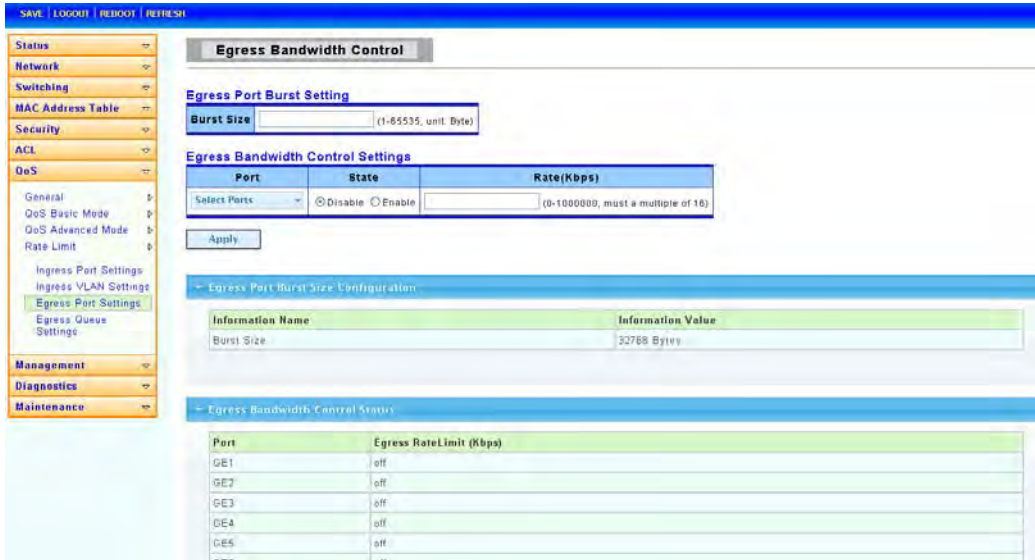 SAVE | LOGOUT | REBOOT | REFRESH
Status
Network
Switching
MAC Address Table
Security
ACL
QoS
General
QoS Basic Mode
QoS Advanced Mode
Rate Limit
Ingress Port Settings
Ingress VLAN Settings
Egress Port Settings
Egress Queue
Settings
Management
Diagnostics
Maintenance
Egress Bandwidth Control
Egress Port Burst Setting
Burst Size (1-65535, unit: Byte)
Egress Bandwidth Control Settings
Port State Rate(Kbps)
Select Ports Disable Enable (0-1000000, must a multiple of 16)
Apply
Egress Port Burst Size Configuration
Information Name Information Value
Burst Size 32768 Bytes
Egress Bandwidth Control Status
Port Egress RateLimit (Kbps)
GE1 off
GE2 off
GE3 off
GE4 off
GE5 off